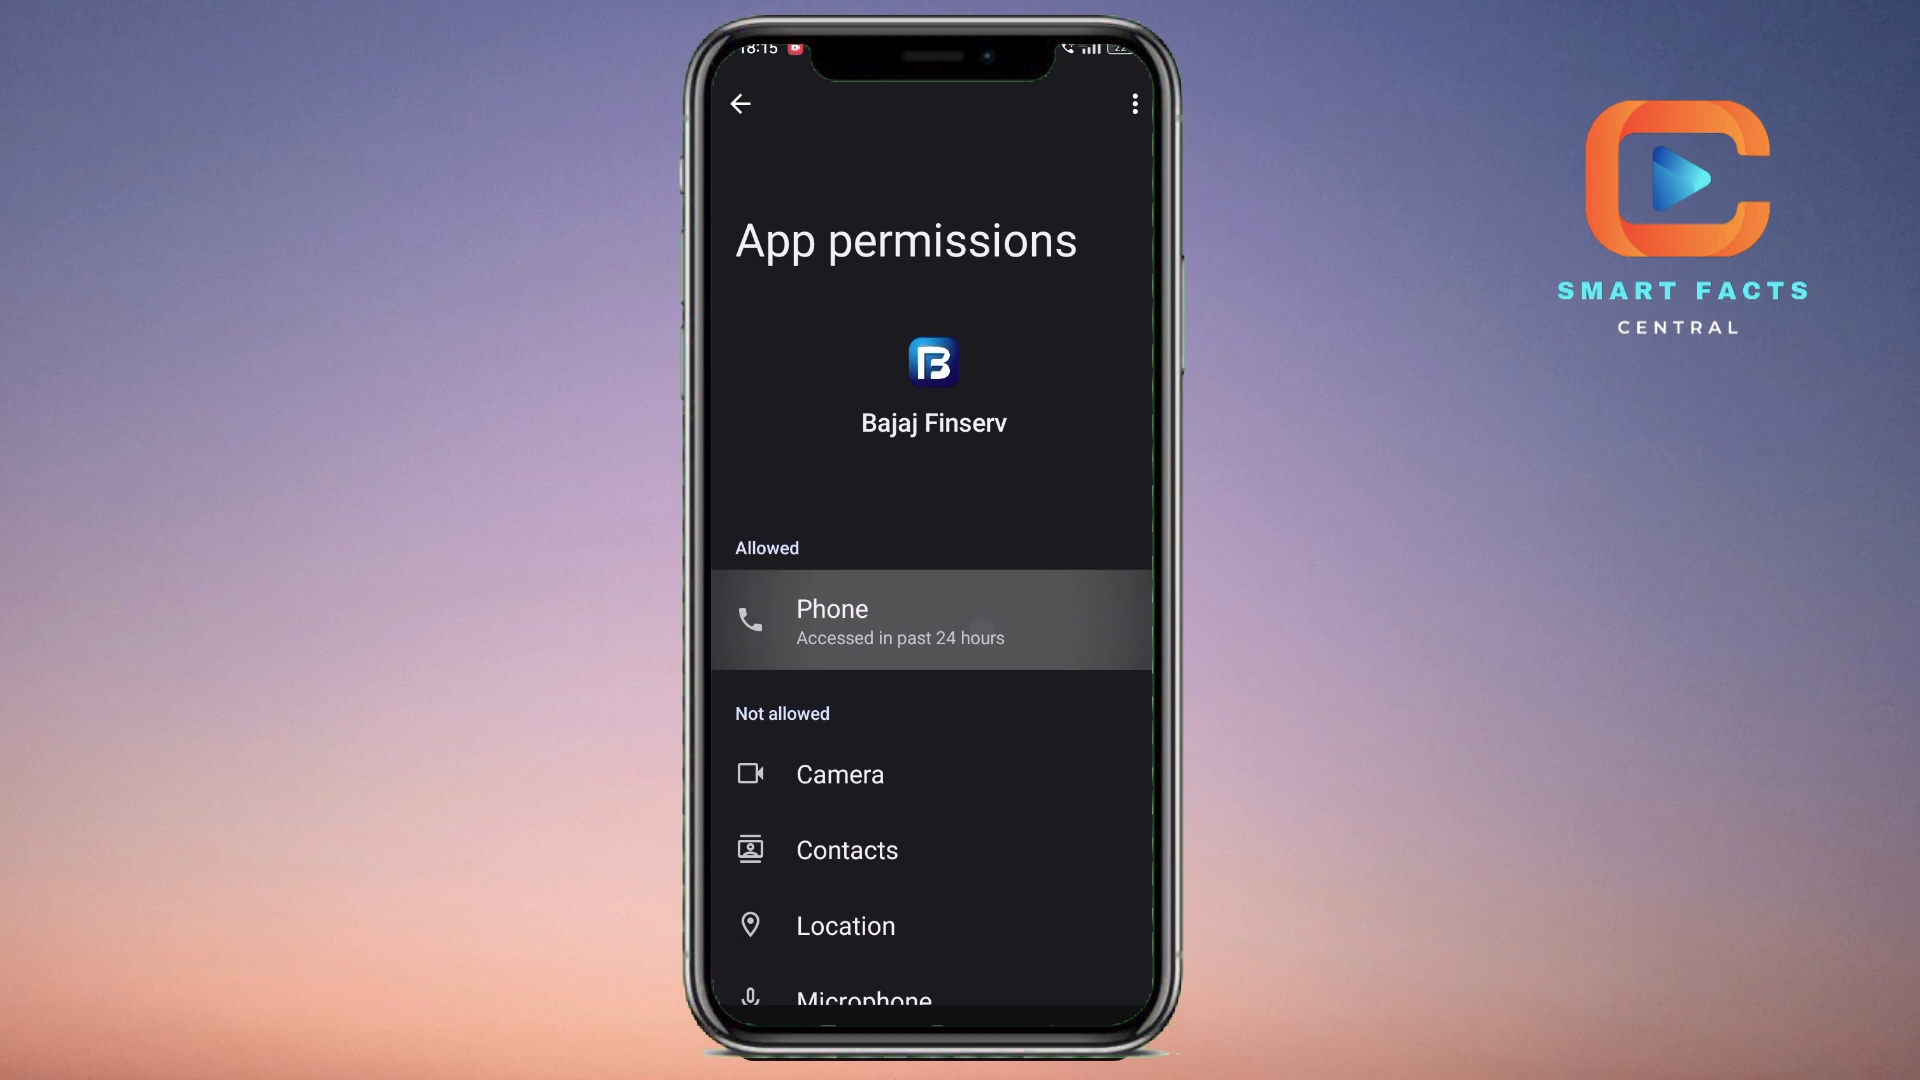 18:15
22
App permissions
Bajaj Finserv
Allowed
Phone
Accessed in past 24 hours
Not allowed
Camera
Contacts
Location
Microphone
SMART FACTS
CENTRAL